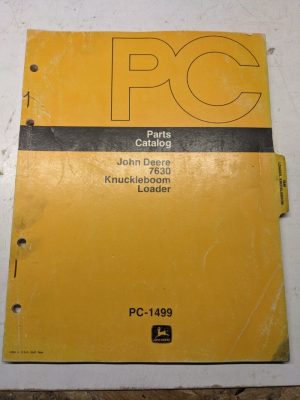 PC
Parts
Catalog
John Deere
7630
Knuckleboom
Loader
PC-1499
JOHN DEERE